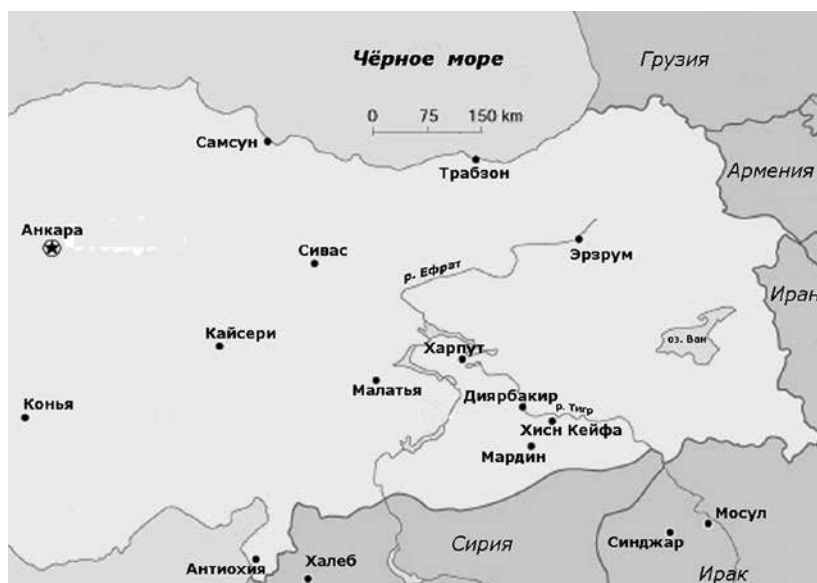 Чёрное море
Грузия
0 75 150 km
Самсун
Трабзон
Армения
Анкара
Сивас
р. Ефрат
Эрзрум
Иран
Кайсери
Харпут
оз. Ван
Малатья
Диярбакир
р. Тигр
Конья
Хисн Кейфа
Мардин
Мосул
Антиохия
Халеб
Сирия
Синджар
Ирак